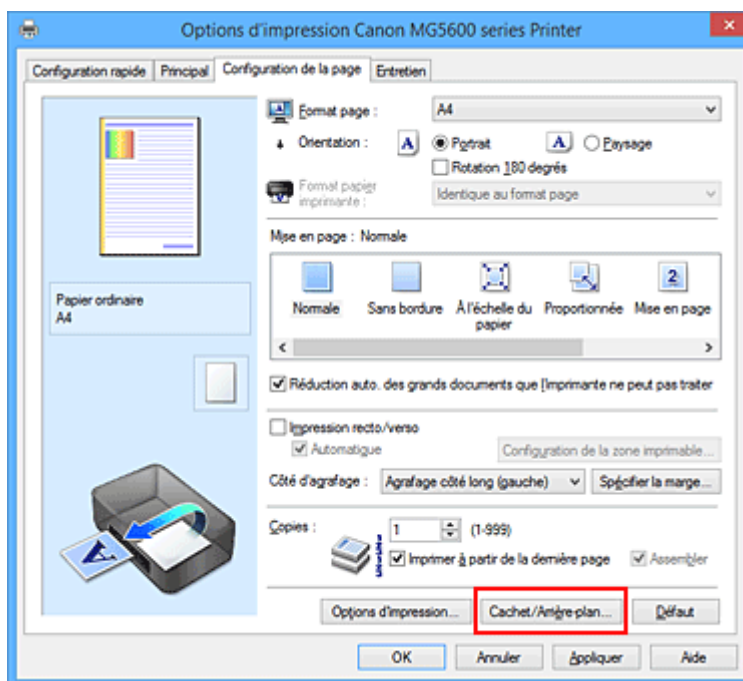 Options d'impression Canon MG5600 series Printer
Configuration rapide Principal Configuration de la page Entretien
Format page : A4
Orientation : A Portrait A Paysage
Rotation 180 degrés
Format papier
imprimante : Identique au format page
Mise en page : Normale
Papier ordinaire
A4
Normale Sans bordure À l'échelle du Proportionnée Mise en page
papier
Réduction auto. des grands documents que l'imprimante ne peut pas traiter
Impression recto/verso
Automatique Configuration de la zone imprimable...
Côté d'agrafage : Agrafage côté long (gauche) Spécifier la marge...
Copies : 1 (1-999)
Imprimer à partir de la dernière page Assembler
Options d'impression... Cachet/Arrière-plan... Défaut
OK Annuler Appliquer Aide